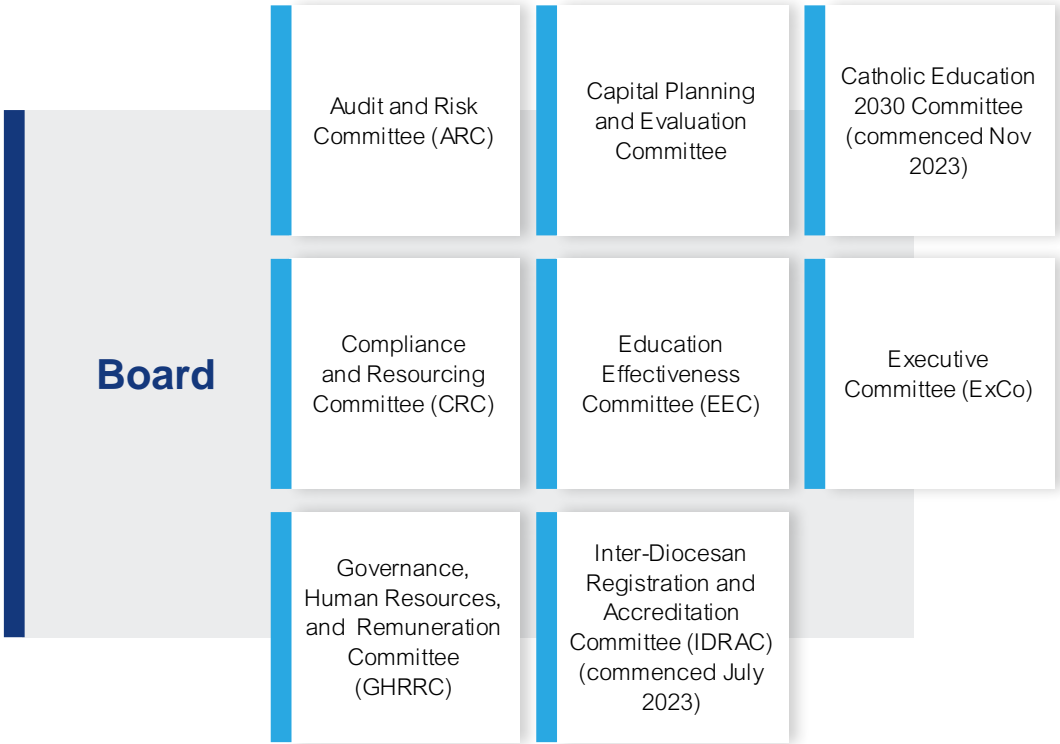 Board
Audit and Risk
Committee (ARC)
Capital Planning
and Evaluation
Committee
Catholic Education
2030 Committee
(commenced Nov
2023)
Compliance
and Resourcing
Committee (CRC)
Education
Effectiveness
Committee (EEC)
Executive
Committee (ExCo)
Governance,
Human Resources,
and Remuneration
Committee
(GHRRC)
Inter-Diocesan
Registration and
Accreditation
Committee (IDRAC)
(commenced July
2023)